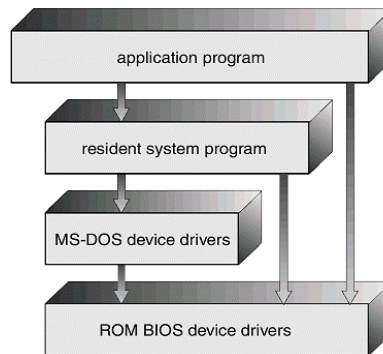 application program
resident system program
MS-DOS device drivers
ROM BIOS device drivers